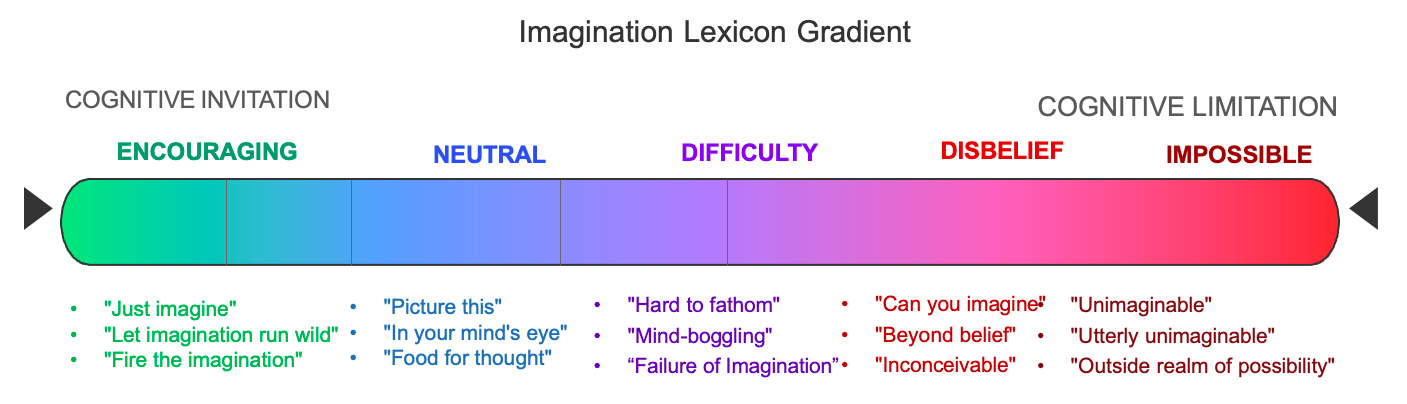 Imagination Lexicon Gradient
COGNITIVE INVITATION
COGNITIVE LIMITATION
ENCOURAGING
NEUTRAL
DIFFICULTY
DISBELIEF
IMPOSSIBLE
• "Just imagine"
• "Let imagination run wild"
• "Fire the imagination"
• "Picture this"
• "In your mind's eye"
• "Food for thought"
• "Hard to fathom"
• "Mind-boggling"
• “Failure of Imagination”
• "Can you imagine"
• "Beyond belief"
• "Inconceivable"
• "Unimaginable"
• "Utterly unimaginable"
• "Outside realm of possibility"